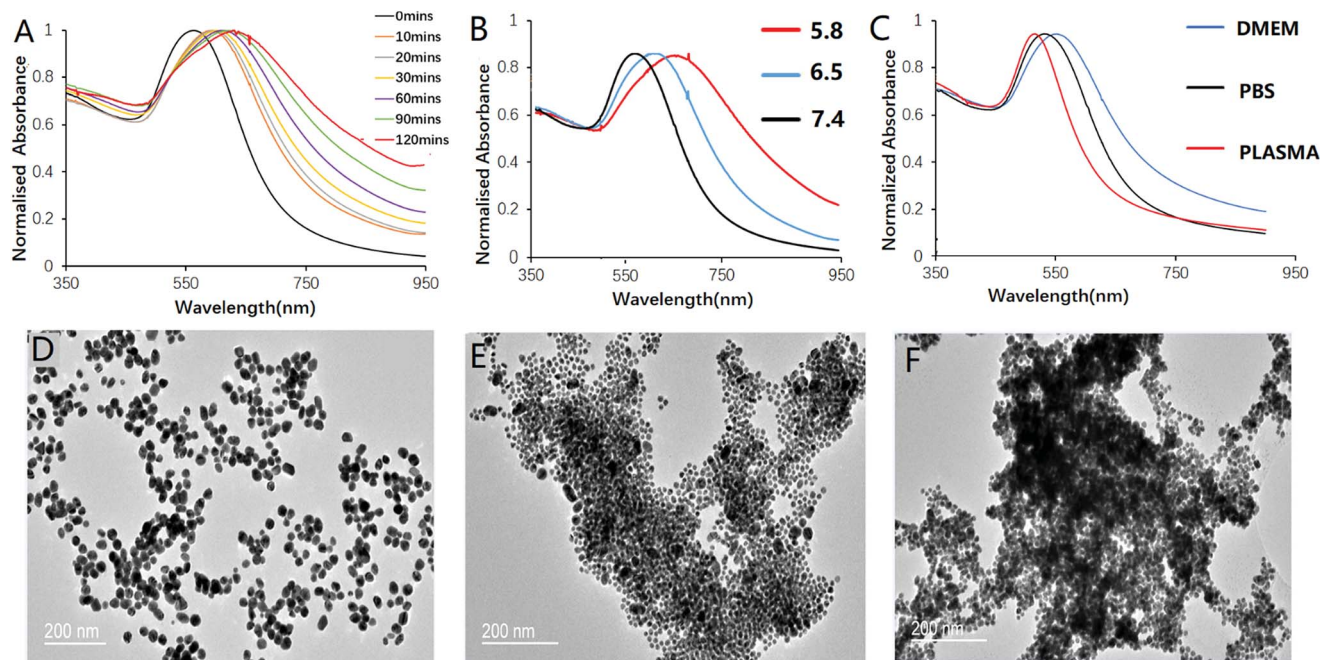 A
Normalised Absorbance
1
0.8
0.6
0.4
0.2
0
350
550
750
950
Wavelength(nm)
0mins
10mins
20mins
30mins
60mins
90mins
120mins
B
Normalised Absorbance
1
0.8
0.6
0.4
0.2
0
350
550
750
950
Wavelength(nm)
5.8
6.5
7.4
C
Normalized Absorbance
1
0.8
0.6
0.4
0.2
0
350
550
750
950
Wavelength(nm)
DMEM
PBS
PLASMA
D
200 nm
E
200 nm
F
200 nm